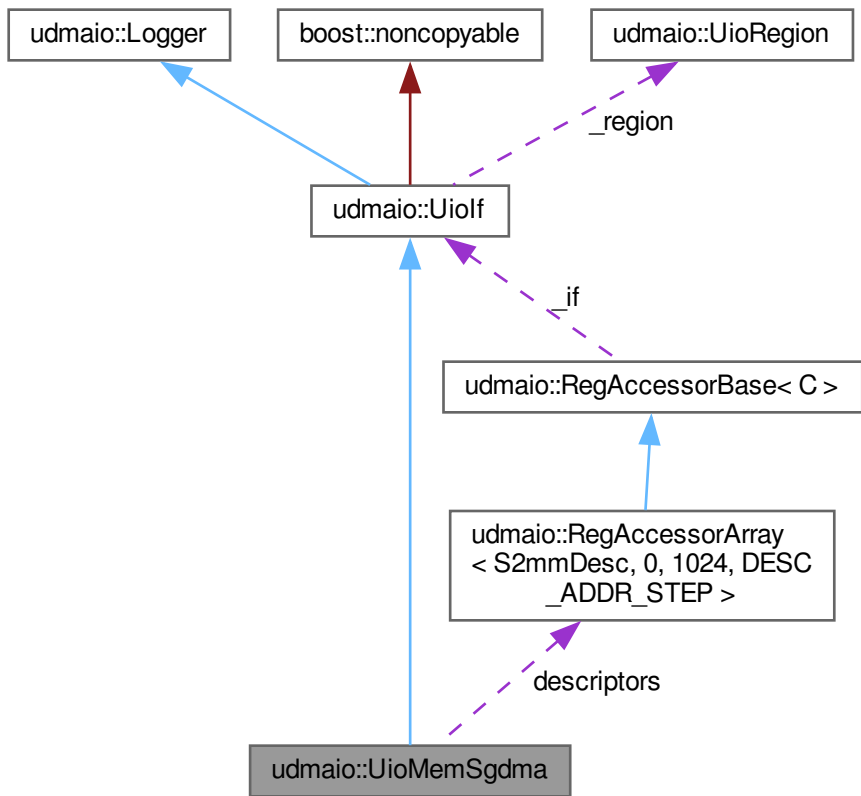 udmaio::Logger
boost::noncopyable
udmaio::UioRegion
_region
udmaio::UioIf
_if
udmaio::RegAccessorBase< C >
udmaio::RegAccessorArray
< S2mmDesc, 0, 1024, DESC
_ADDR_STEP >
descriptors
udmaio::UioMemSgdma